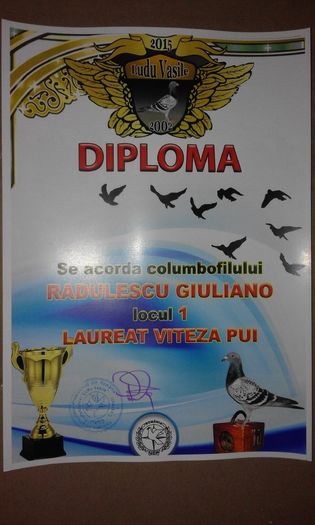 2015
Dudu Vasile
2002
DIPLOMA
Se acorda columbofilului
RADULESCU GIULIANO
locul 1
LAUREAT VITEZA PUI